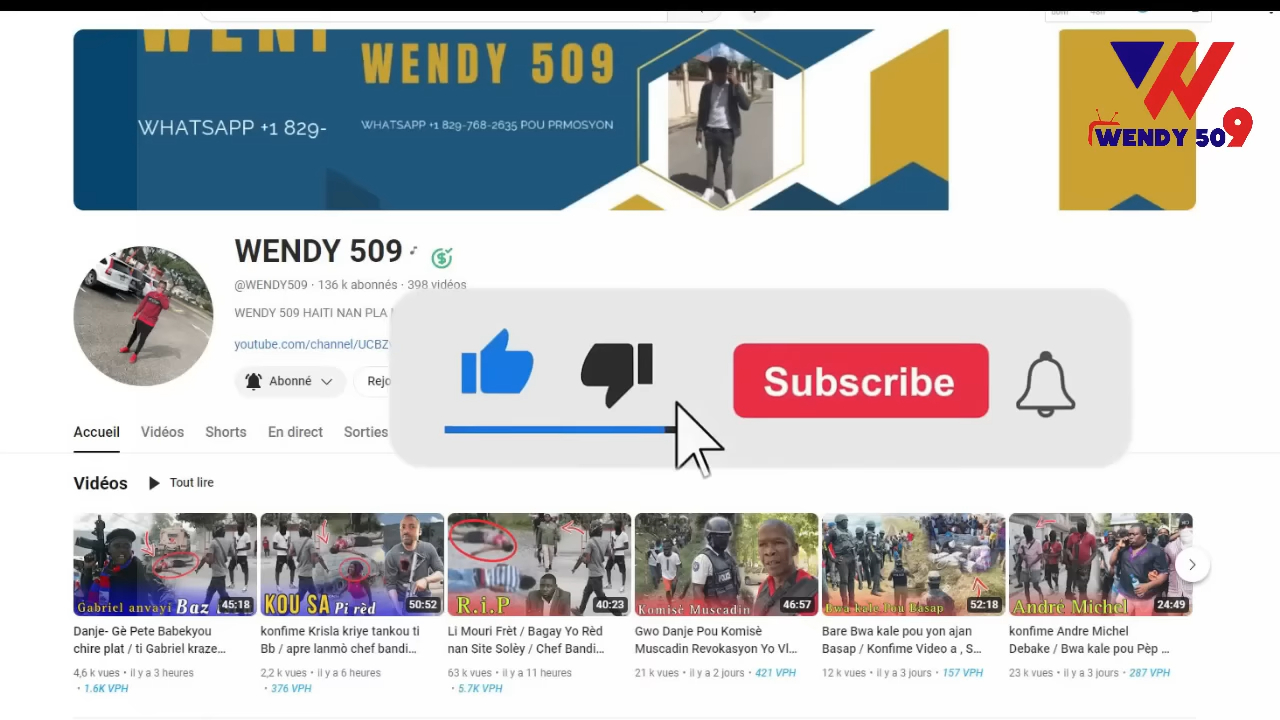 WENDY 509
WHATSAPP +1 829-
WHATSAPP +1 829-768-2635 POU PRMOSYON
WENDY 509
WENDY 509
@WENDY509 · 136 k abonnés · 398 vidéos
WENDY 509 HAITI NAN PLA
youtube.com/channel/UCBZ
Abonné
Rejo
Subscribe
Accueil
Vidéos
Shorts
En direct
Sorties
Vidéos
Tout lire
Gabriel anvayi Baz
45:18
KOU SA Pi rèd
50:52
R.i.P
40:23
POLICE
Komisè Muscadin
46:57
Bwa kale Pou Basap
52:18
Andre Michel
24:49
Danje- Gè Pete Babekyou
chire plat / ti Gabriel kraze...
4,6 k vues • il y a 3 heures
• 1.6K VPH
konfime Krisla kriye tankou ti
Bb / apre lanmò chef bandi...
2,2 k vues • il y a 6 heures
• 376 VPH
Li Mouri Frèt / Bagay Yo Rèd
nan Site Solèy / Chef Bandi...
63 k vues • il y a 11 heures
• 5.7K VPH
Gwo Danje Pou Komisè
Muscadin Revokasyon Yo Vl...
21 k vues • il y a 2 jours • 421 VPH
Bare Bwa kale pou yon ajan
Basap / Konfime Video a , S...
12 k vues • il y a 3 jours • 157 VPH
konfime Andre Michel
Debake / Bwa kale pou Pèp ...
23 k vues • il y a 3 jours • 287 VPH